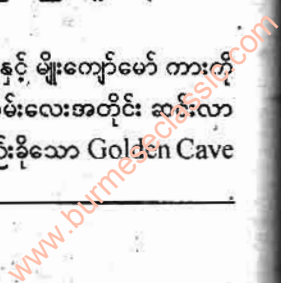 နှင့် မျိုးကျော်မော် ကားကို
မ်းလေးအတိုင်း ဆင်းလာ
ည်းခိုသော Golden Cave
www.burmeseclassic.com